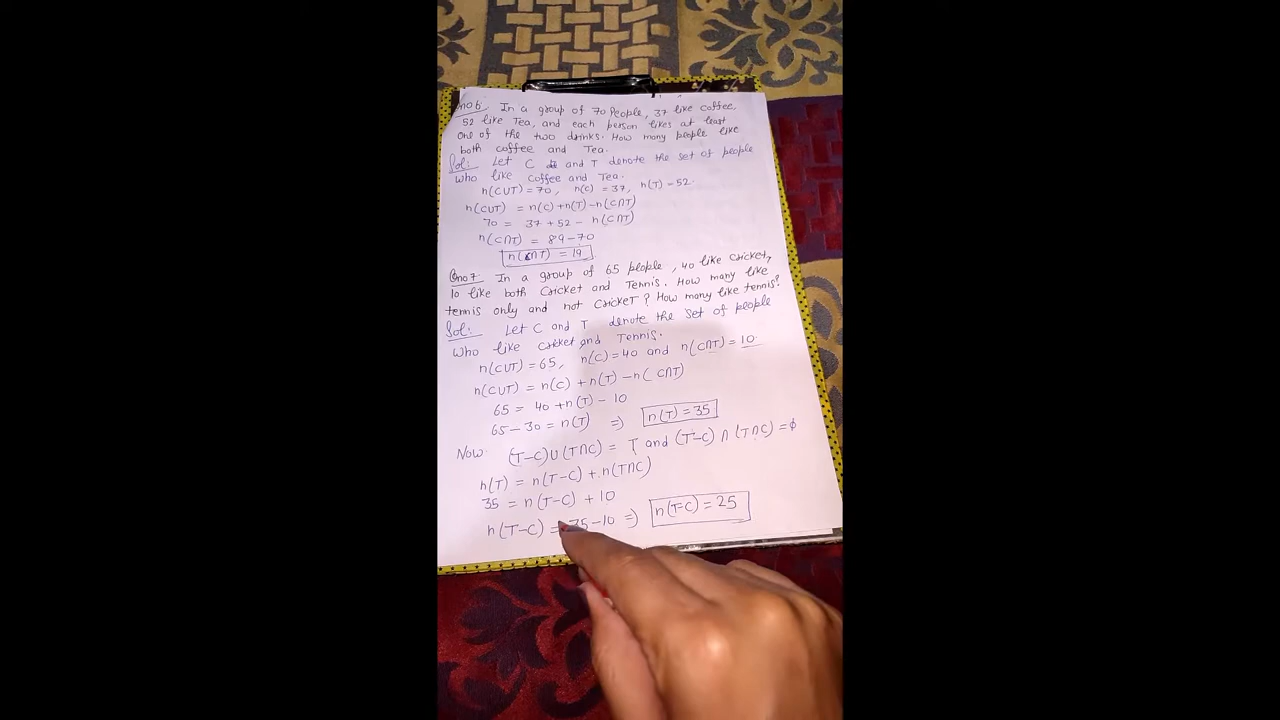 Qno6. In a group of 70 People, 37 like coffee,
52 like Tea, and each person likes at least
one of the two drinks. How many people like
both coffee and Tea.
Sol:- Let C and T denote the set of people
who like Coffee and Tea.
n(C∪T) = 70, n(C) = 37, n(T) = 52.
n(C∪T) = n(C) + n(T) - n(C∩T)
70 = 37 + 52 - n(C∩T)
n(C∩T) = 89 - 70
n(C∩T) = 19.
Qno7. In a group of 65 people, 40 like Cricket,
10 like both Cricket and Tennis. How many like
tennis only and not Cricket? How many like tennis?
Sol:- Let C and T denote the set of people
Who like Cricket and Tennis.
n(C∪T) = 65, n(C) = 40 and n(C∩T) = 10.
n(C∪T) = n(C) + n(T) - n(C∩T)
65 = 40 + n(T) - 10
65 - 30 = n(T) => n(T) = 35
Now. (T-C)∪(T∩C) = T and (T-C)∩(T∩C) = ϕ
n(T) = n(T-C) + n(T∩C)
35 = n(T-C) + 10
n(T-C) = 35 - 10 => n(T-C) = 25